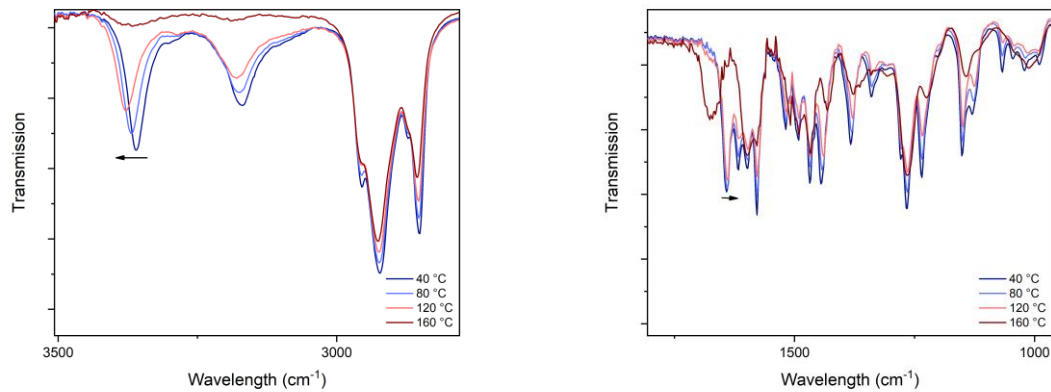 Transmission
40 °C
80 °C
120 °C
160 °C
3500
3000
Wavelength (cm⁻¹)
Transmission
40 °C
80 °C
120 °C
160 °C
1500
1000
Wavelength (cm⁻¹)